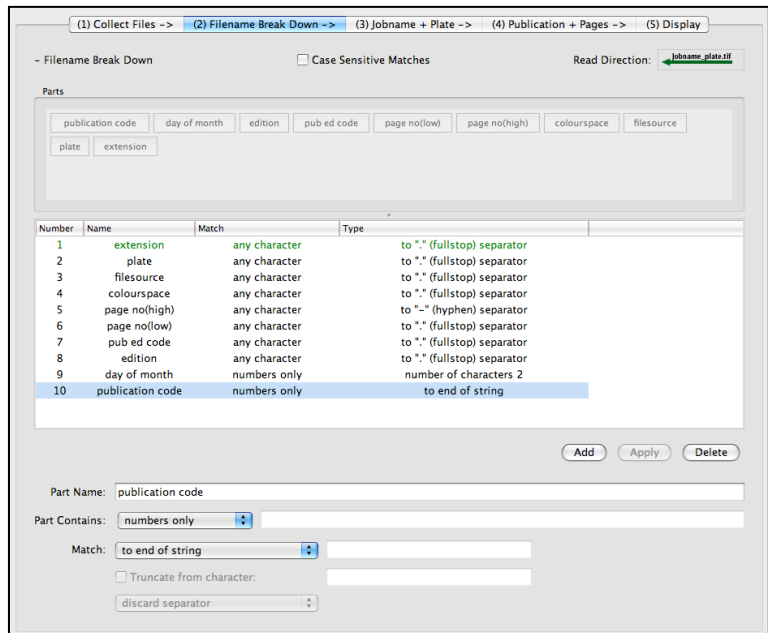 (1) Collect Files -> (2) Filename Break Down -> (3) Jobname + Plate -> (4) Publication + Pages -> (5) Display
- Filename Break Down Case Sensitive Matches Read Direction: Jobname_plate.tif
Parts
publication code day of month edition pub ed code page no(low) page no(high) colourspace filesource
plate extension
Number Name Match Type
1 extension any character to "." (fullstop) separator
2 plate any character to "." (fullstop) separator
3 filesource any character to "." (fullstop) separator
4 colourspace any character to "." (fullstop) separator
5 page no(high) any character to "-" (hyphen) separator
6 page no(low) any character to "." (fullstop) separator
7 pub ed code any character to "." (fullstop) separator
8 edition any character to "." (fullstop) separator
9 day of month numbers only number of characters 2
10 publication code numbers only to end of string
Add Apply Delete
Part Name: publication code
Part Contains: numbers only
Match: to end of string
Truncate from character:
discard separator